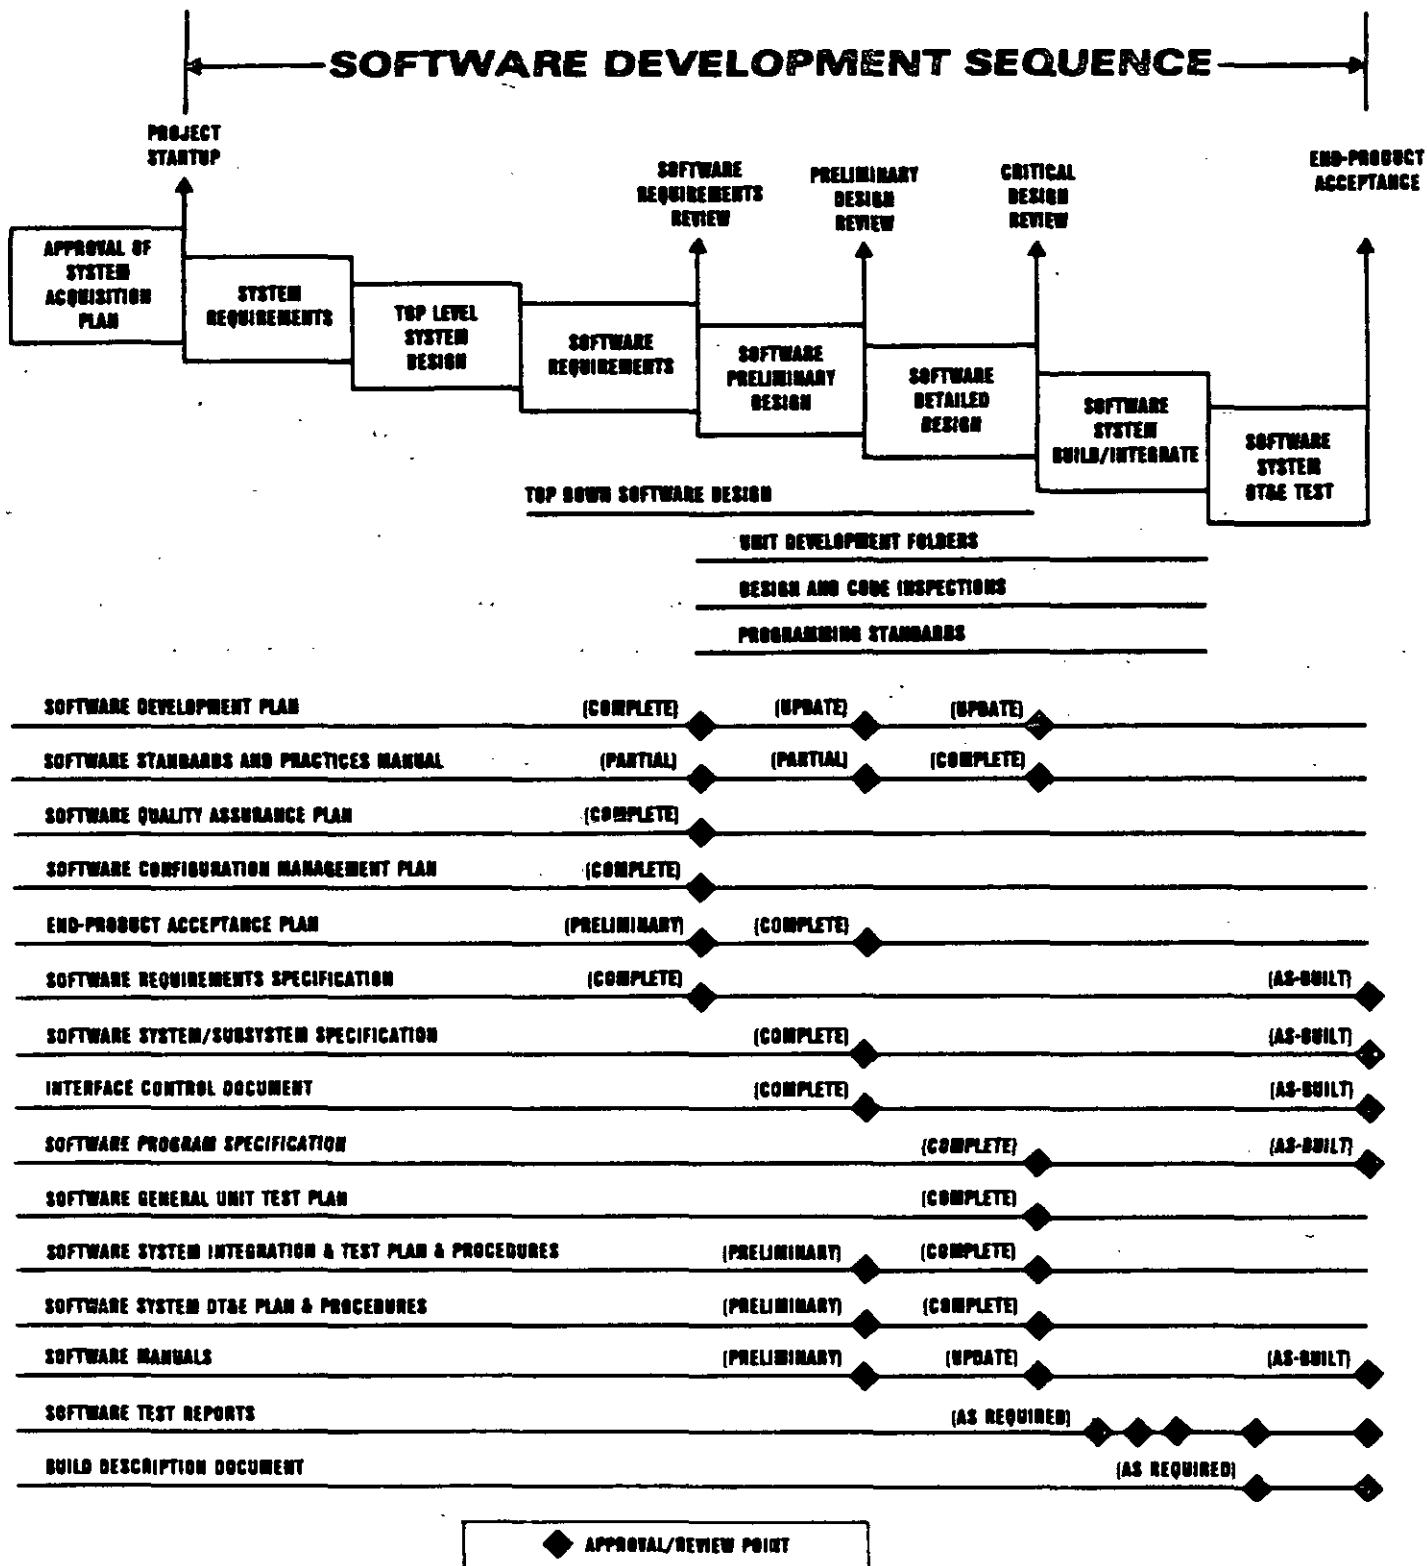 SOFTWARE DEVELOPMENT SEQUENCE
PROJECT
STARTUP
SOFTWARE
REQUIREMENTS
REVIEW
PRELIMINARY
DESIGN
REVIEW
CRITICAL
DESIGN
REVIEW
END-PRODUCT
ACCEPTANCE
APPROVAL OF
SYSTEM
ACQUISITION
PLAN
SYSTEM
REQUIREMENTS
TOP LEVEL
SYSTEM
DESIGN
SOFTWARE
REQUIREMENTS
SOFTWARE
PRELIMINARY
DESIGN
SOFTWARE
DETAILED
DESIGN
SOFTWARE
SYSTEM
BUILD/INTEGRATE
SOFTWARE
SYSTEM
DT&E TEST
TOP DOWN SOFTWARE DESIGN
UNIT DEVELOPMENT FOLDERS
DESIGN AND CODE INSPECTIONS
PROGRAMMING STANDARDS
SOFTWARE DEVELOPMENT PLAN (COMPLETE) (UPDATE) (UPDATE)
SOFTWARE STANDARDS AND PRACTICES MANUAL (PARTIAL) (PARTIAL) (COMPLETE)
SOFTWARE QUALITY ASSURANCE PLAN (COMPLETE)
SOFTWARE CONFIGURATION MANAGEMENT PLAN (COMPLETE)
END-PRODUCT ACCEPTANCE PLAN (PRELIMINARY) (COMPLETE)
SOFTWARE REQUIREMENTS SPECIFICATION (COMPLETE) (AS-BUILT)
SOFTWARE SYSTEM/SUBSYSTEM SPECIFICATION (COMPLETE) (AS-BUILT)
INTERFACE CONTROL DOCUMENT (COMPLETE) (AS-BUILT)
SOFTWARE PROGRAM SPECIFICATION (COMPLETE) (AS-BUILT)
SOFTWARE GENERAL UNIT TEST PLAN (COMPLETE)
SOFTWARE SYSTEM INTEGRATION & TEST PLAN & PROCEDURES (PRELIMINARY) (COMPLETE)
SOFTWARE SYSTEM DT&E PLAN & PROCEDURES (PRELIMINARY) (COMPLETE)
SOFTWARE MANUALS (PRELIMINARY) (UPDATE) (AS-BUILT)
SOFTWARE TEST REPORTS (AS REQUIRED)
BUILD DESCRIPTION DOCUMENT (AS REQUIRED)
APPROVAL/REVIEW POINT